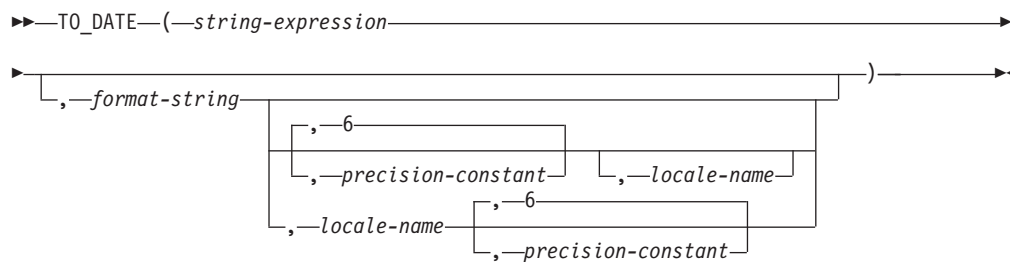 TO_DATE ( string-expression
)
, format-string
, 6
, precision-constant , locale-name
, 6
, locale-name
, precision-constant